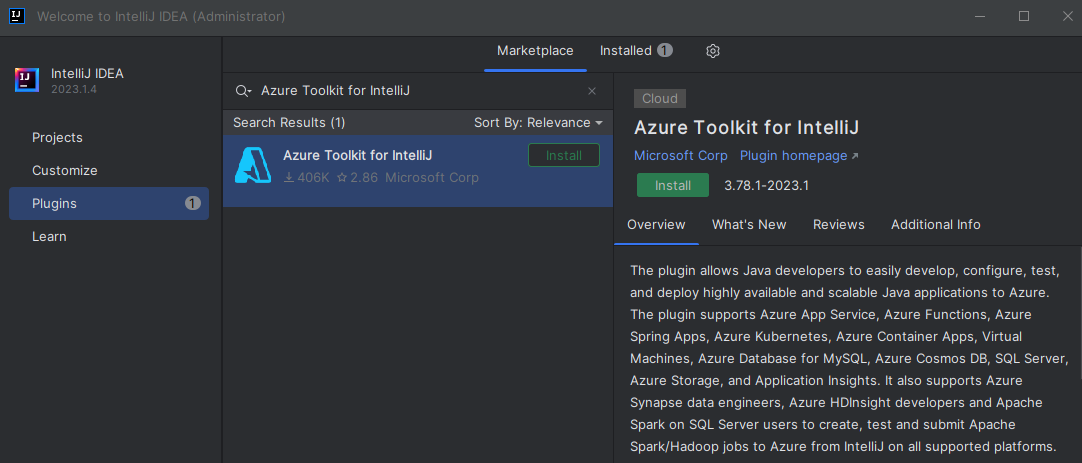 Welcome to IntelliJ IDEA (Administrator)
IntelliJ IDEA
2023.1.4
Projects
Customize
Plugins 1
Learn
Marketplace Installed 1
Azure Toolkit for IntelliJ
Search Results (1) Sort By: Relevance
Azure Toolkit for IntelliJ Install
406K 2.86 Microsoft Corp
Cloud
Azure Toolkit for IntelliJ
Microsoft Corp Plugin homepage
Install 3.78.1-2023.1
Overview What's New Reviews Additional Info
The plugin allows Java developers to easily develop, configure, test,
and deploy highly available and scalable Java applications to Azure.
The plugin supports Azure App Service, Azure Functions, Azure
Spring Apps, Azure Kubernetes, Azure Container Apps, Virtual
Machines, Azure Database for MySQL, Azure Cosmos DB, SQL Server,
Azure Storage, and Application Insights. It also supports Azure
Synapse data engineers, Azure HDInsight developers and Apache
Spark on SQL Server users to create, test and submit Apache
Spark/Hadoop jobs to Azure from IntelliJ on all supported platforms.